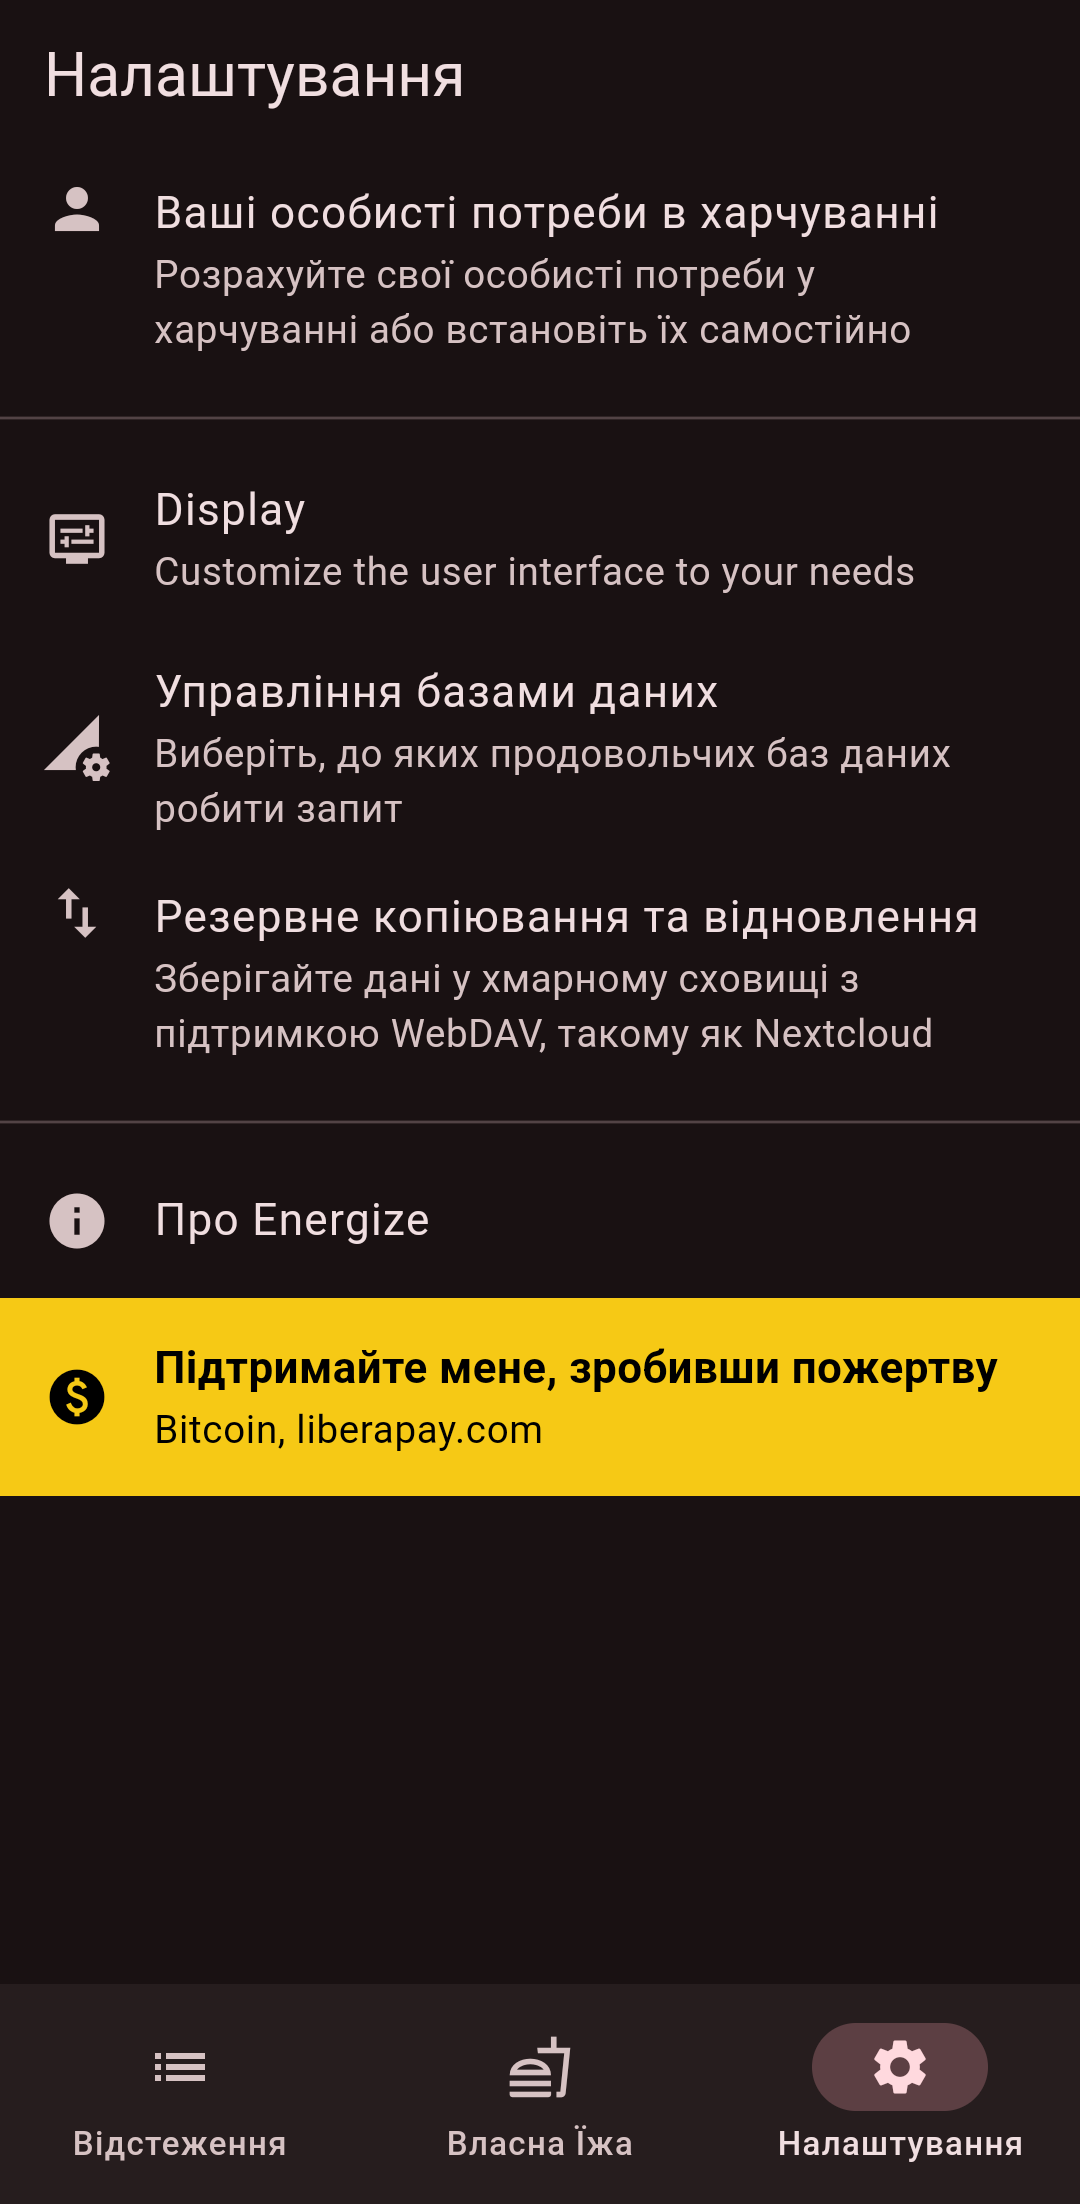 Налаштування
Ваші особисті потреби в харчуванні
Розрахуйте свої особисті потреби у
харчуванні або встановіть їх самостійно
Display
Customize the user interface to your needs
Управління базами даних
Виберіть, до яких продовольчих баз даних
робити запит
Резервне копіювання та відновлення
Зберігайте дані у хмарному сховищі з
підтримкою WebDAV, такому як Nextcloud
Про Energize
Підтримайте мене, зробивши пожертву
Bitcoin, liberapay.com
Відстеження
Власна Їжа
Налаштування